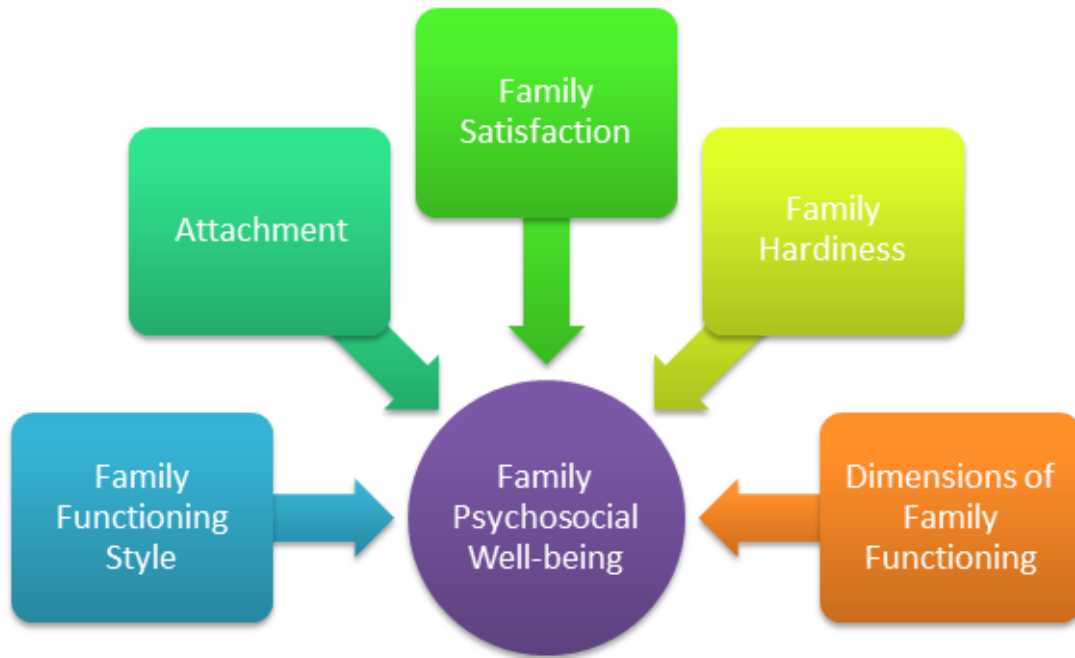 Family
Satisfaction
Attachment
Family
Hardiness
Family
Functioning
Style
Family
Psychosocial
Well-being
Dimensions of
Family
Functioning